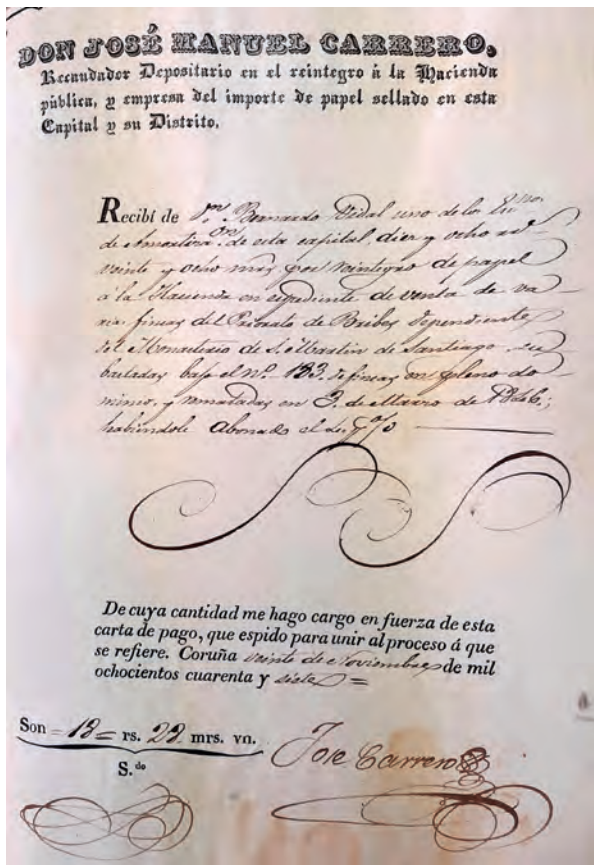 DON JOSÉ MANUEL CARRERO,
Recaudador Depositario en el reintegro á la Hacienda
pública, y empresa del importe de papel sellado en esta
Capital y su Distrito.
Recibí de Dn. Bernardo Vidal uno de los
de esta capital, diez y ocho
veinte y ocho mrs por reintegro de papel
á la Hacienda en espediente de venta de va
rias fincas del Priorato de Bribes dependiente
del Monasterio de S. Martin de Santiago su
bastadas bajo el nº. 133. de fincas en pleno do
minio, y rematadas en 3. de Marzo de 1846.;
habiendole abonado el
De cuya cantidad me hago cargo en fuerza de esta
carta de pago, que espido para unir al proceso á que
se refiere. Coruña veinte de Noviembre de mil
ochocientos cuarenta y siete =
Son = 18 = rs. 28 mrs. vn.
S.do
Jose Carrero